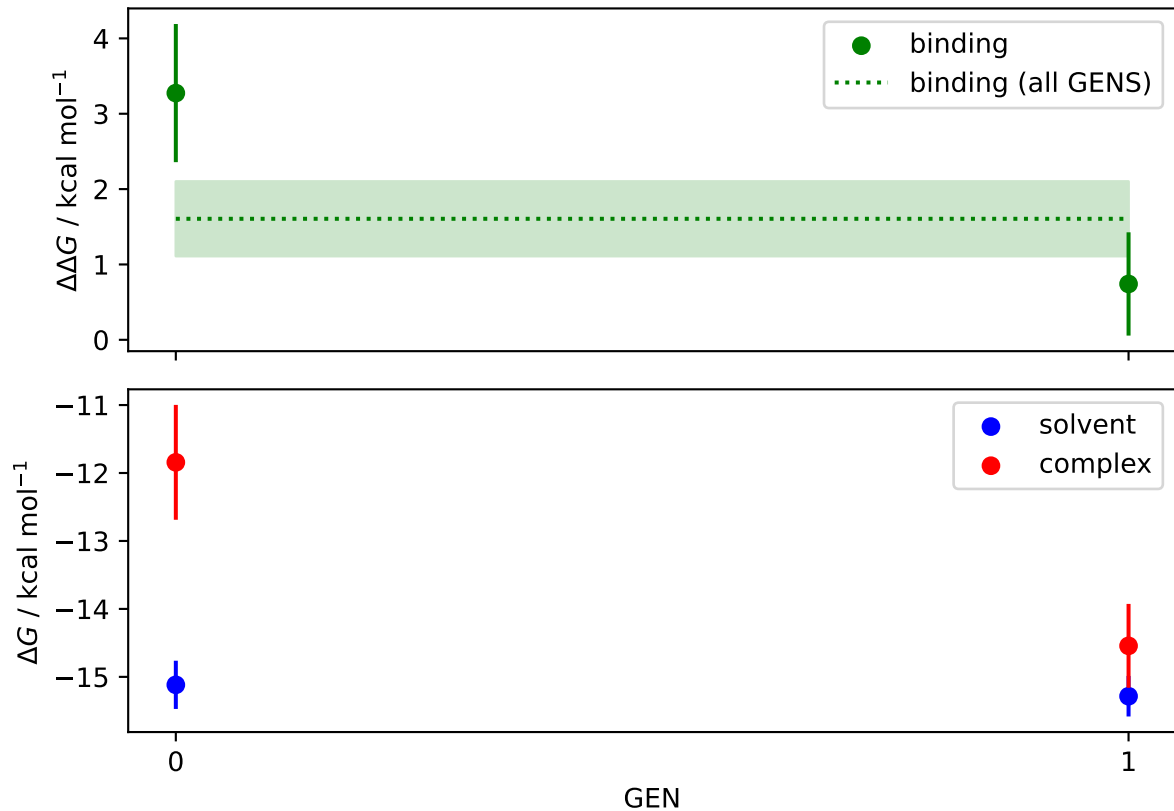 4
3
2
1
0
ΔΔG / kcal mol⁻¹
binding
binding (all GENS)
−11
−12
−13
−14
−15
ΔG / kcal mol⁻¹
solvent
complex
0
1
GEN